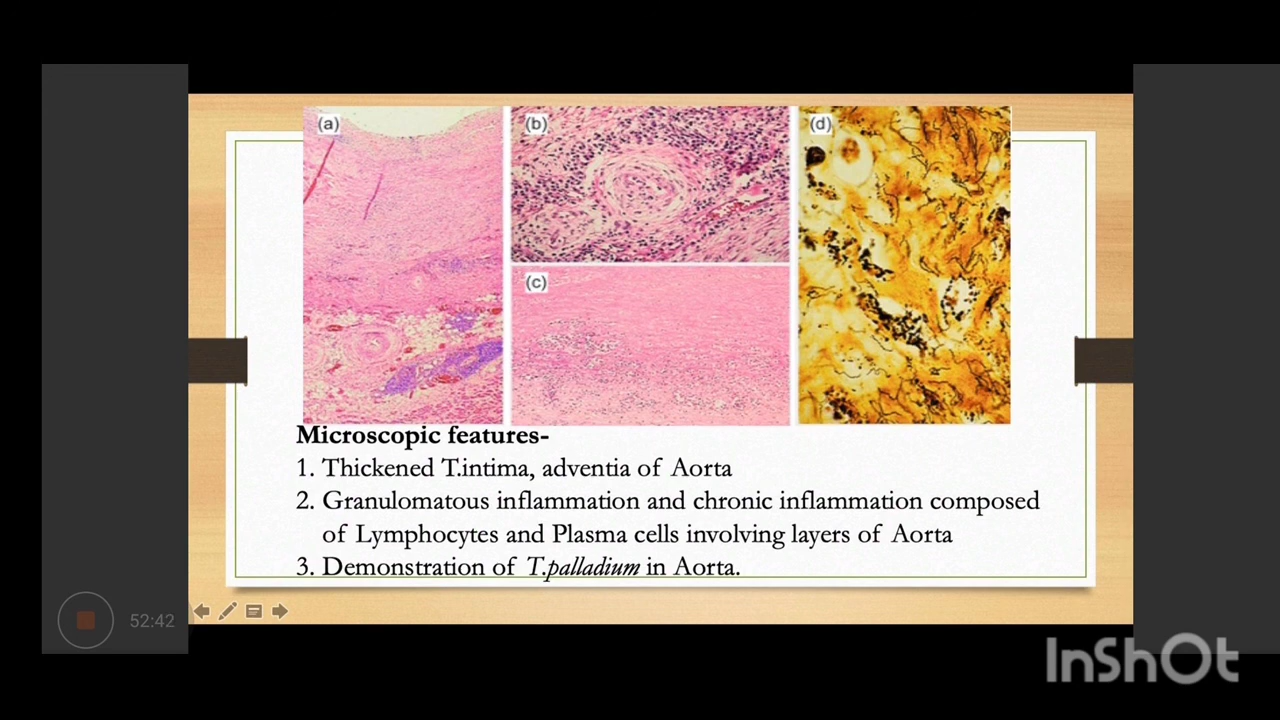 (a)
(b)
(d)
(c)
Microscopic features-
1. Thickened T.intima, adventia of Aorta
2. Granulomatous inflammation and chronic inflammation composed
of Lymphocytes and Plasma cells involving layers of Aorta
3. Demonstration of T.palladium in Aorta.
52:42
InShOt